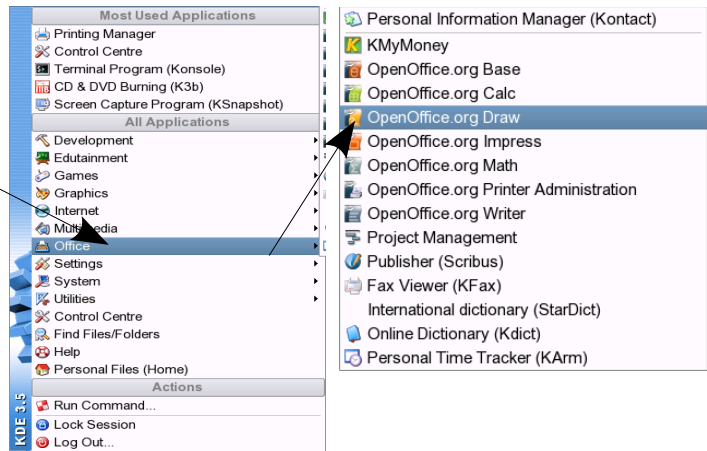 Most Used Applications
Printing Manager
Control Centre
Terminal Program (Konsole)
CD & DVD Burning (K3b)
Screen Capture Program (KSnapshot)
All Applications
Development
Edutainment
Games
Graphics
Internet
Multimedia
Office
Settings
System
Utilities
Control Centre
Find Files/Folders
Help
Personal Files (Home)
Actions
Run Command...
Lock Session
Log Out...
KDE 3.5
Personal Information Manager (Kontact)
KMyMoney
OpenOffice.org Base
OpenOffice.org Calc
OpenOffice.org Draw
OpenOffice.org Impress
OpenOffice.org Math
OpenOffice.org Printer Administration
OpenOffice.org Writer
Project Management
Publisher (Scribus)
Fax Viewer (KFax)
International dictionary (StarDict)
Online Dictionary (Kdict)
Personal Time Tracker (KArm)